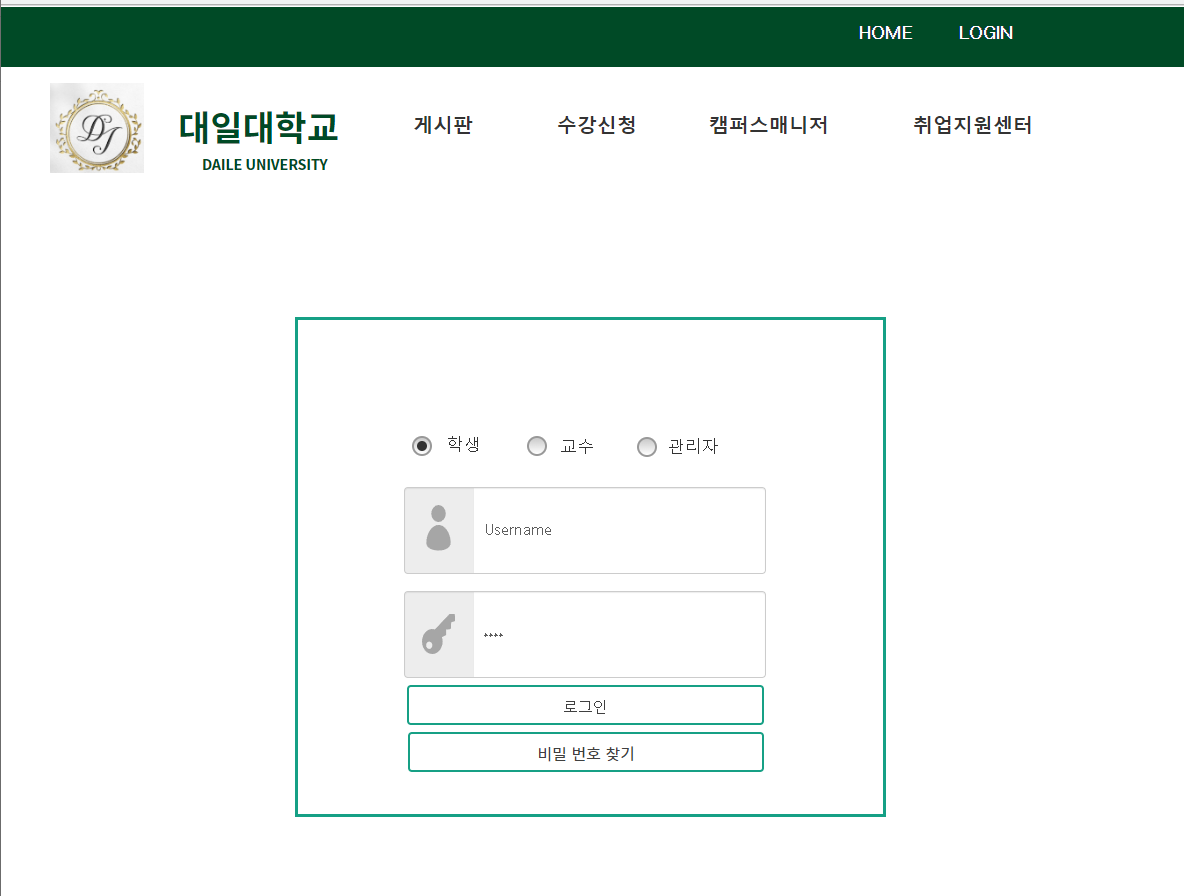 HOME LOGIN
DJ
대일대학교
DAILE UNIVERSITY
게시판 수강신청 캠퍼스매니저 취업지원센터
학생 교수 관리자
Username
****
로그인
비밀 번호 찾기